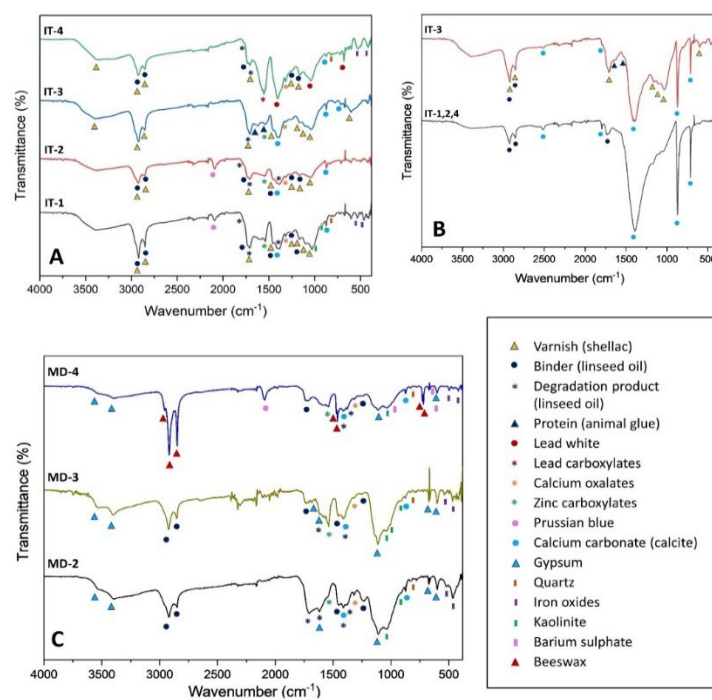 IT-4
IT-3
IT-2
IT-1
A
Transmittance (%)
4000 3500 3000 2500 2000 1500 1000 500
Wavenumber (cm⁻¹)
IT-3
IT-1,2,4
B
Transmittance (%)
4000 3500 3000 2500 2000 1500 1000 500
Wavenumber (cm⁻¹)
MD-4
MD-3
MD-2
C
Transmittance (%)
4000 3500 3000 2500 2000 1500 1000 500
Wavenumber (cm⁻¹)
Varnish (shellac)
Binder (linseed oil)
Degradation product
(linseed oil)
Protein (animal glue)
Lead white
Lead carboxylates
Calcium oxalates
Zinc carboxylates
Prussian blue
Calcium carbonate (calcite)
Gypsum
Quartz
Iron oxides
Kaolinite
Barium sulphate
Beeswax